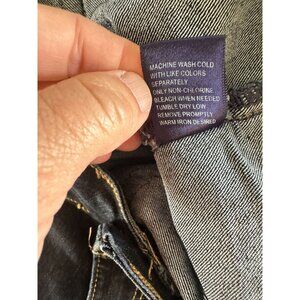 MACHINE WASH COLD
WITH LIKE COLORS
SEPARATELY
ONLY NON-CHLORINE
BLEACH WHEN NEEDED
TUMBLE DRY LOW
REMOVE PROMPTLY
WARM IRON DESIRED